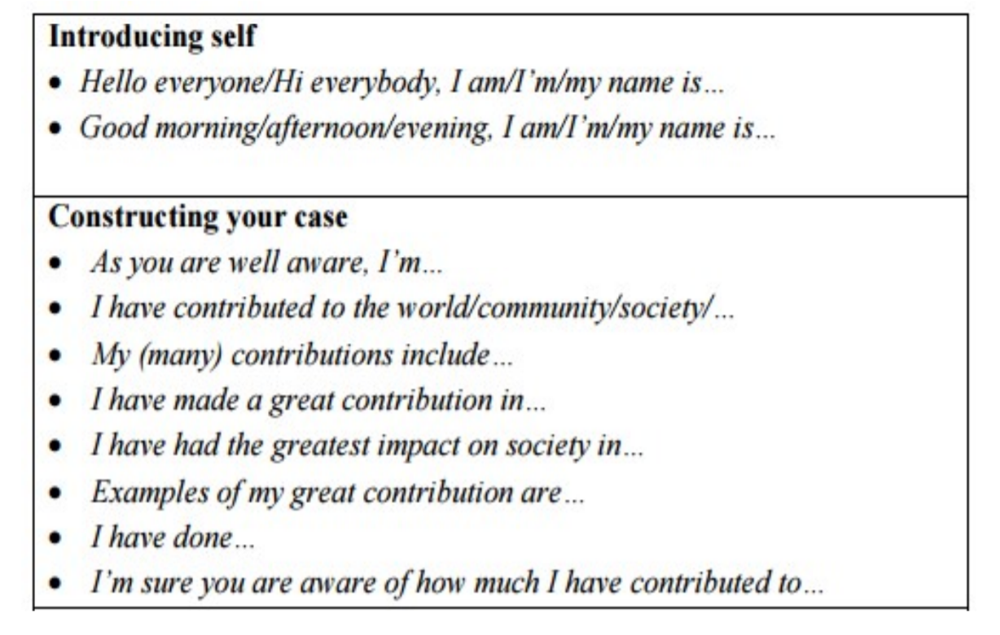 Introducing self
• Hello everyone/Hi everybody, I am/I'm/my name is…
• Good morning/afternoon/evening, I am/I'm/my name is…
Constructing your case
• As you are well aware, I'm…
• I have contributed to the world/community/society/…
• My (many) contributions include…
• I have made a great contribution in…
• I have had the greatest impact on society in…
• Examples of my great contribution are…
• I have done…
• I'm sure you are aware of how much I have contributed to…